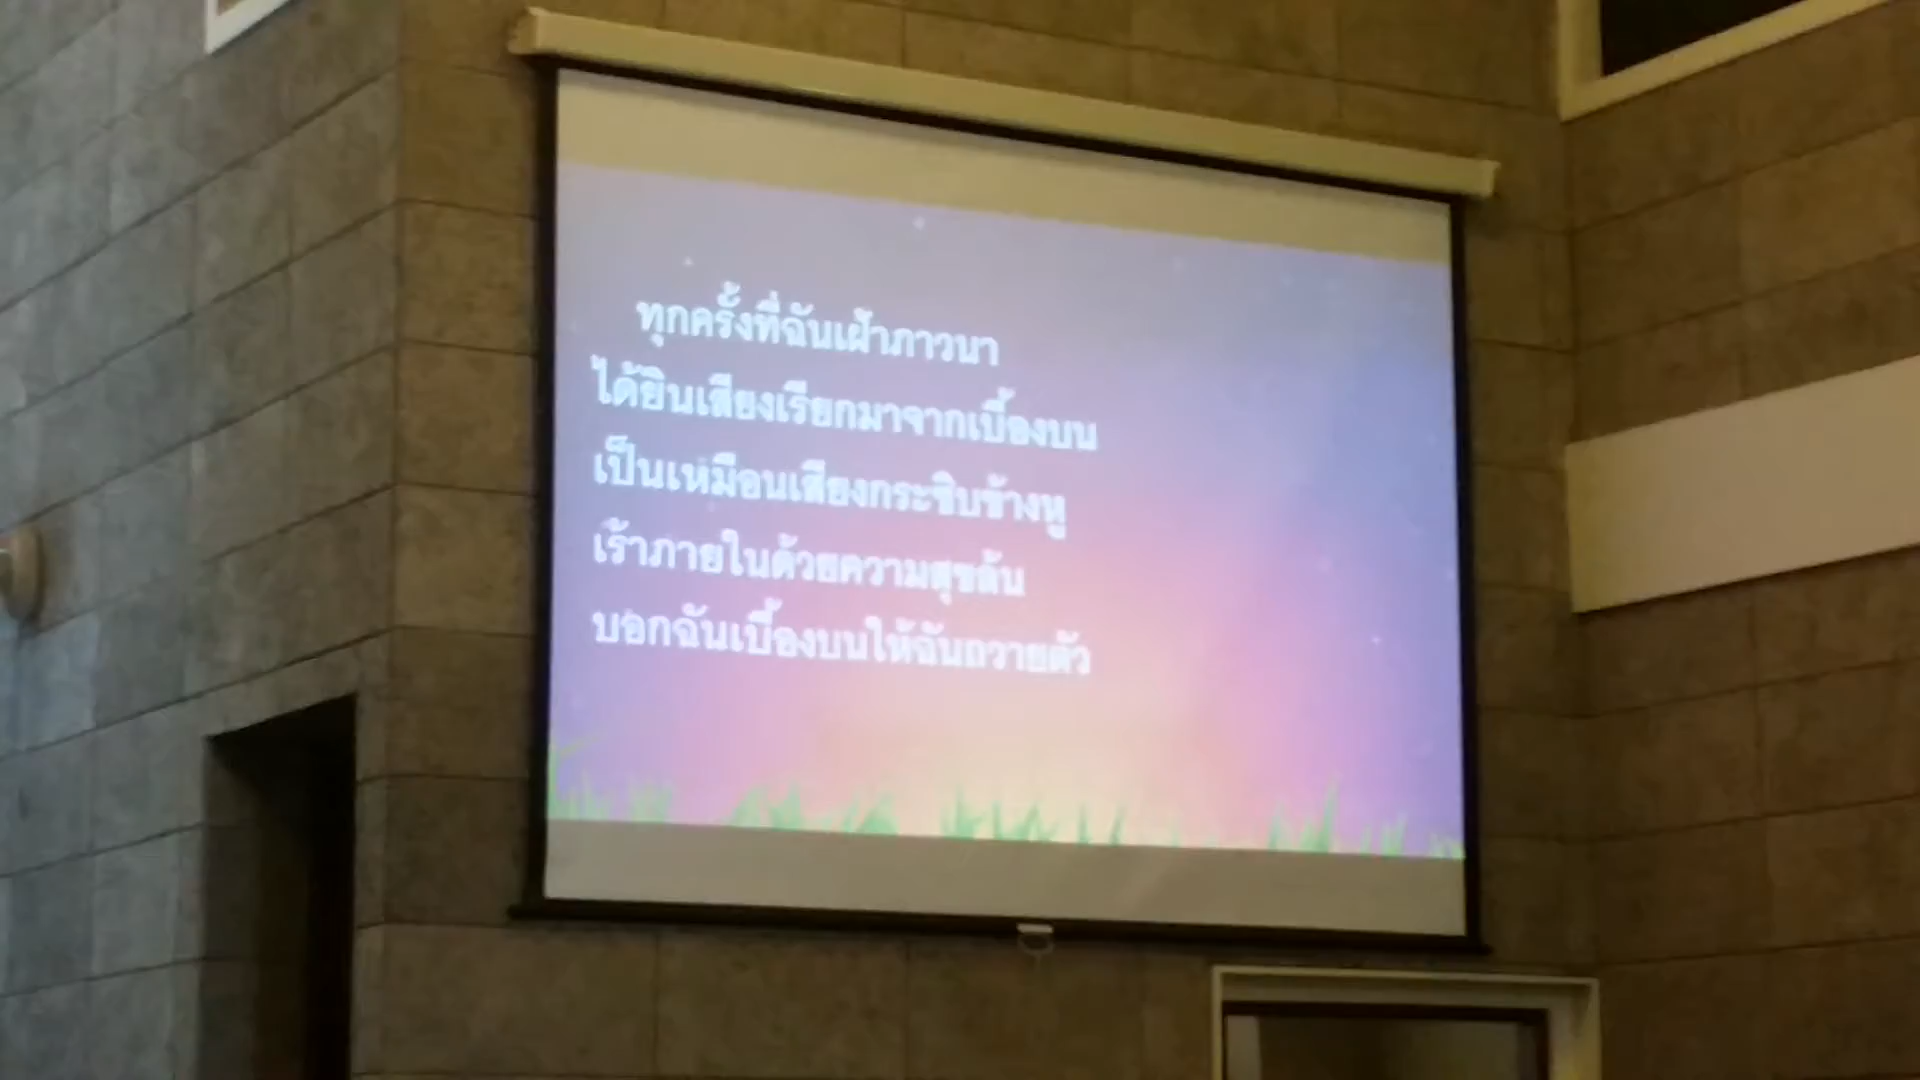 ทุกครั้งที่ฉันเฝ้าภาวนา
ได้ยินเสียงเรียกมาจากเบื้องบน
เป็นเหมือนเสียงกระซิบข้างหู
เร้าภายในด้วยความสุขล้น
บอกฉันเบื้องบนให้ฉันถวายตัว